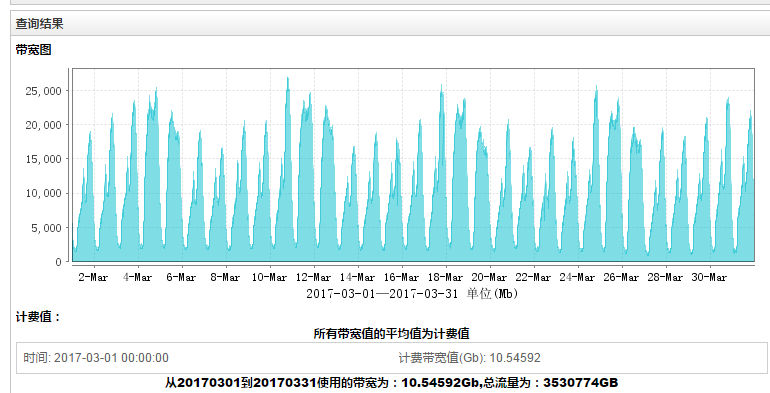 查询结果
带宽图
25,000
20,000
15,000
10,000
5,000
0
2-Mar 4-Mar 6-Mar 8-Mar 10-Mar 12-Mar 14-Mar 16-Mar 18-Mar 20-Mar 22-Mar 24-Mar 26-Mar 28-Mar 30-Mar
2017-03-01——2017-03-31 单位(Mb)
计费值：
所有带宽值的平均值为计费值
时间: 2017-03-01 00:00:00 计费带宽值(Gb): 10.54592
从20170301到20170331使用的带宽为：10.54592Gb,总流量为：3530774GB